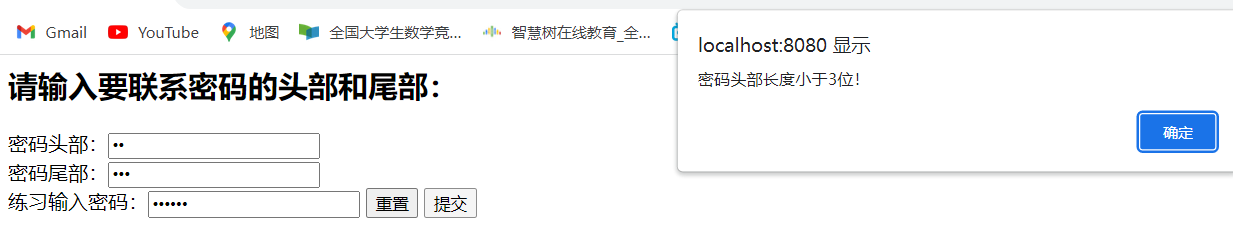 Gmail YouTube 地图 全国大学生数学竞... 智慧树在线教育_全...
localhost:8080 显示
密码头部长度小于3位!
确定
请输入要联系密码的头部和尾部:
密码头部: ••
密码尾部: •••
练习输入密码: •••••• 重置 提交